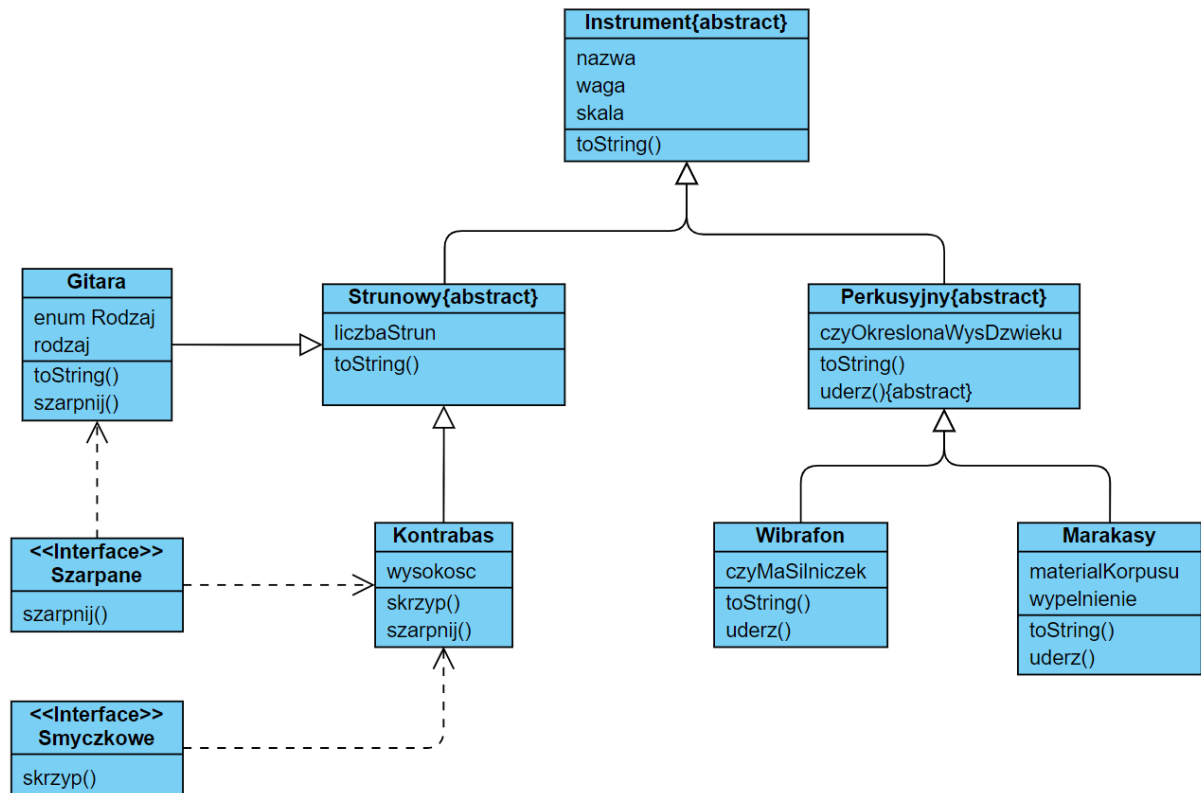 Instrument{abstract}
nazwa
waga
skala
toString()
Gitara
enum Rodzaj
rodzaj
toString()
szarpnij()
Strunowy{abstract}
liczbaStrun
toString()
Perkusyjny{abstract}
czyOkreslonaWysDzwieku
toString()
uderz(){abstract}
<<Interface>>
Szarpane
szarpnij()
Kontrabas
wysokosc
skrzyp()
szarpnij()
Wibrafon
czyMaSilniczek
toString()
uderz()
Marakasy
materialKorpusu
wypelnienie
toString()
uderz()
<<Interface>>
Smyczkowe
skrzyp()